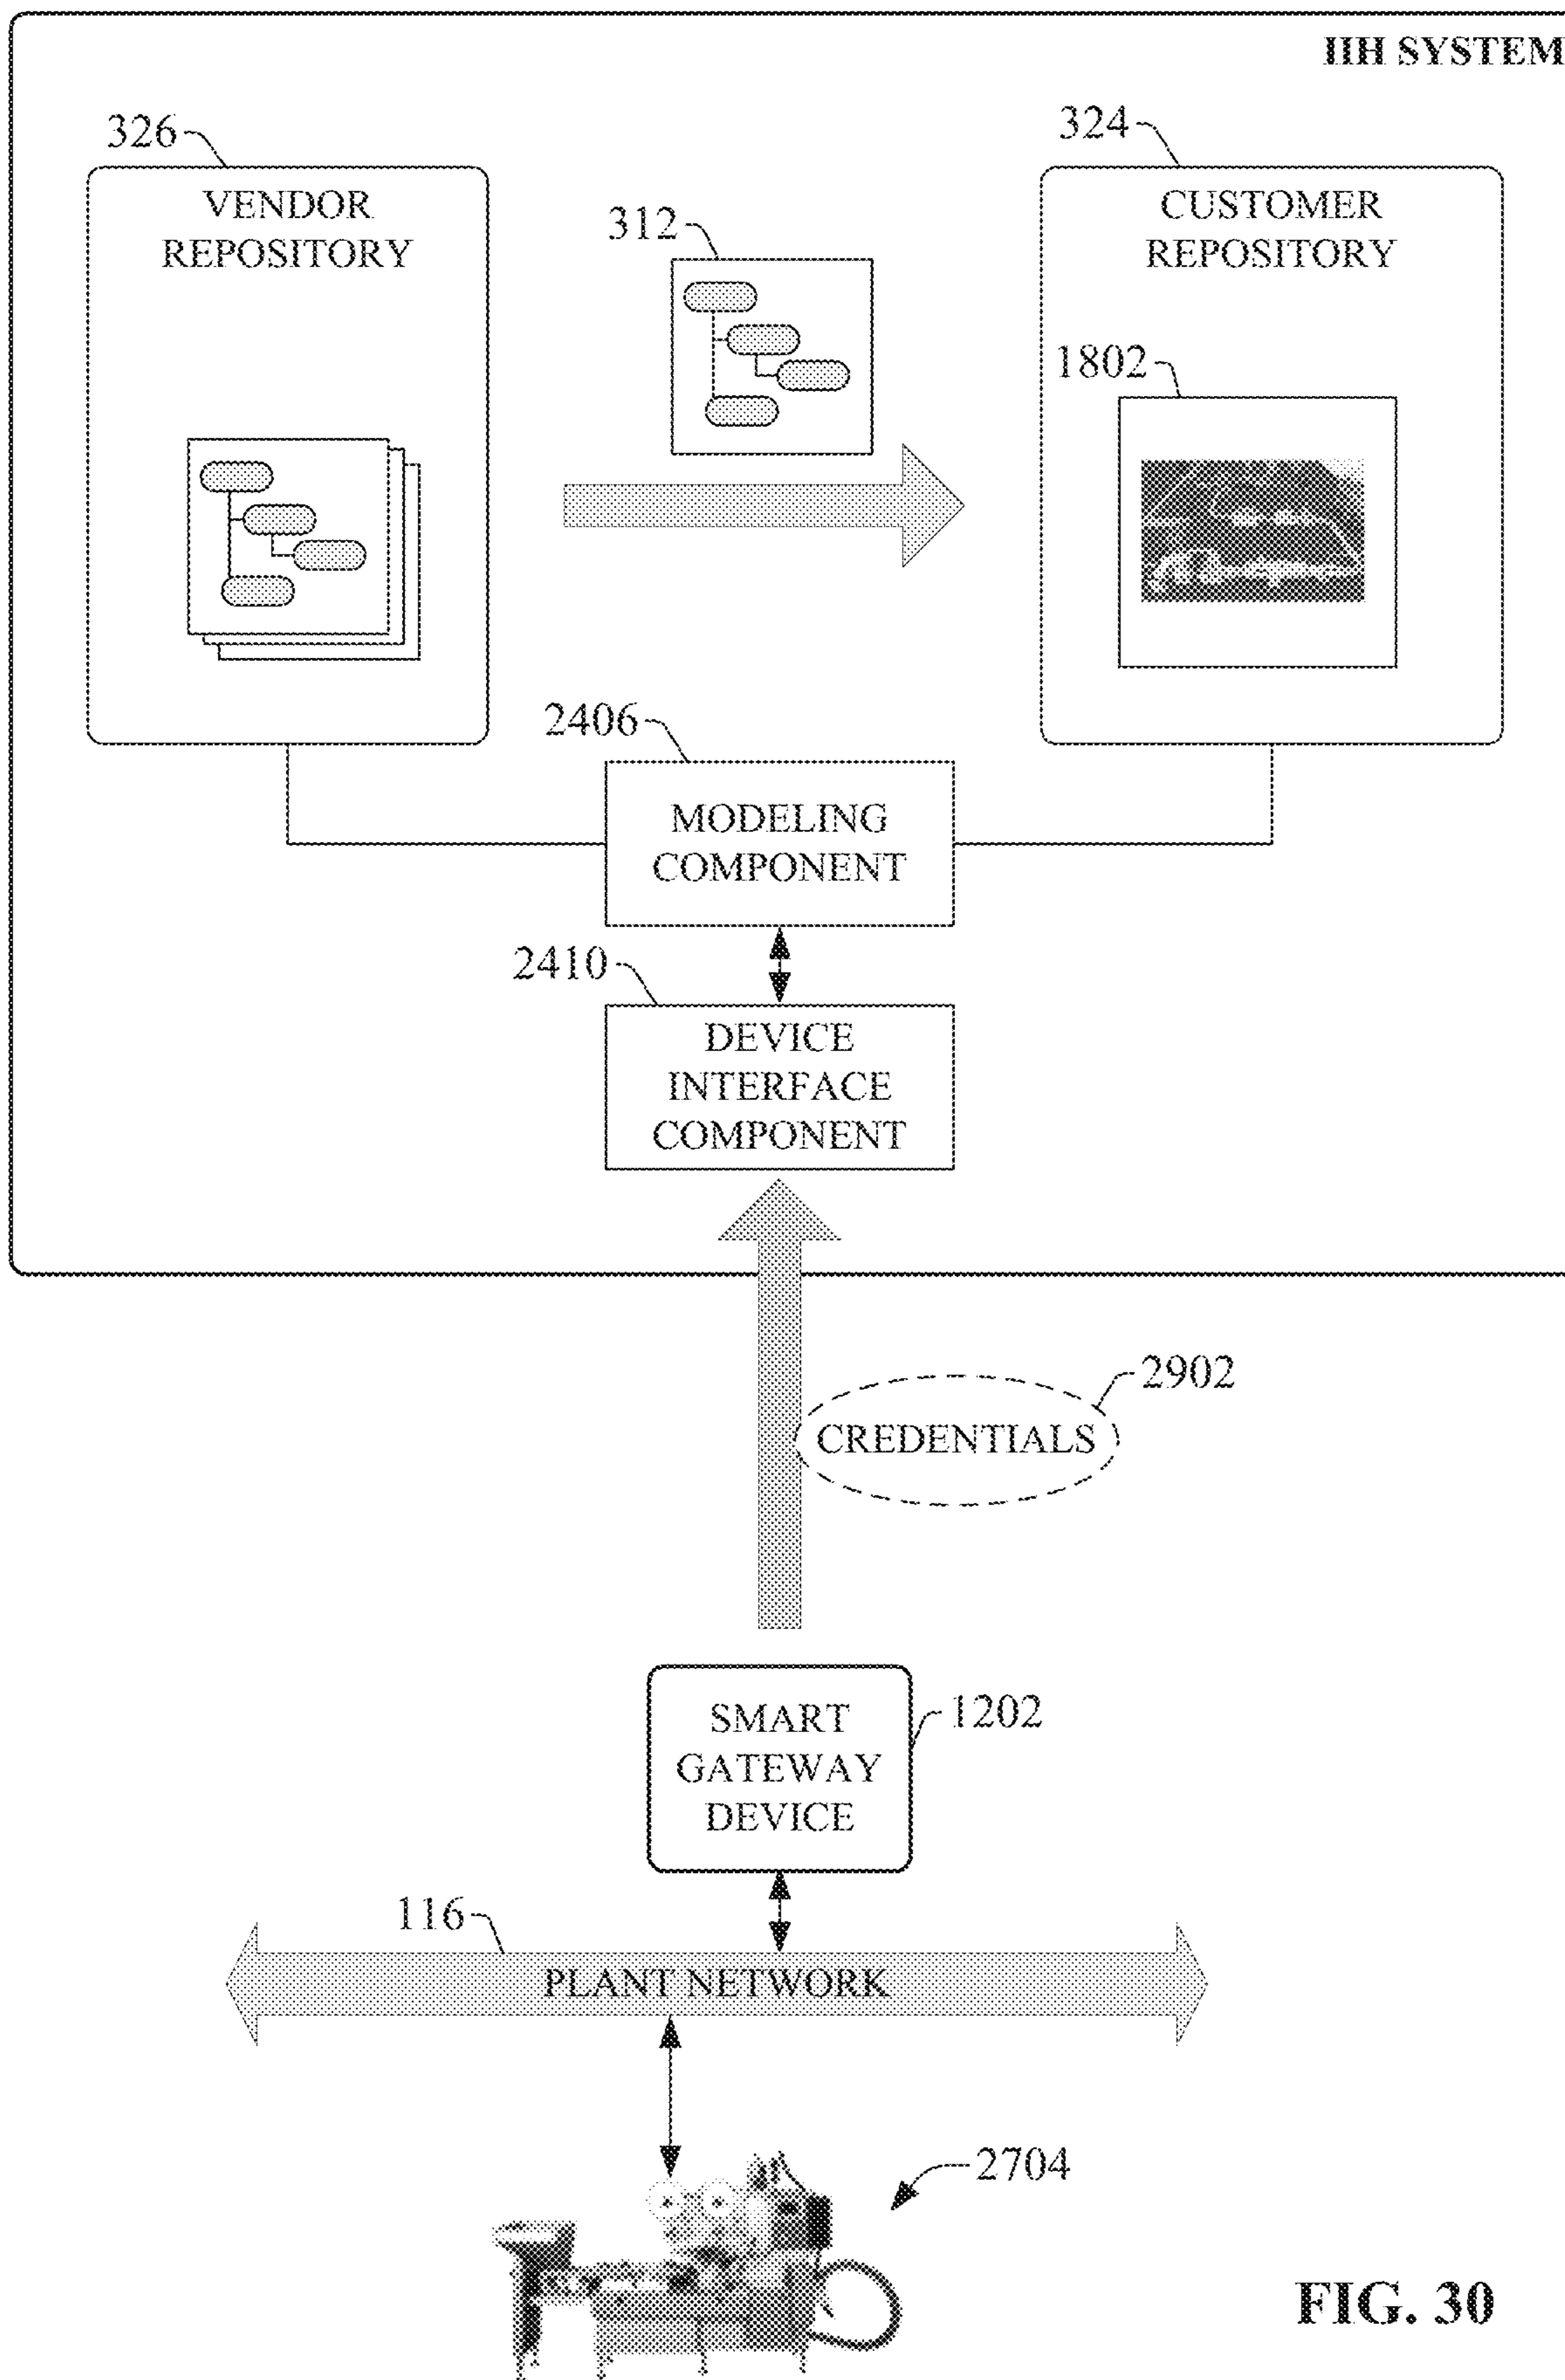 IIH SYSTEM
326
324
VENDOR
REPOSITORY
CUSTOMER
REPOSITORY
312
1802
2406
MODELING
COMPONENT
2410
DEVICE
INTERFACE
COMPONENT
2902
CREDENTIALS
SMART
GATEWAY
DEVICE
1202
116
PLANT NETWORK
2704
FIG. 30